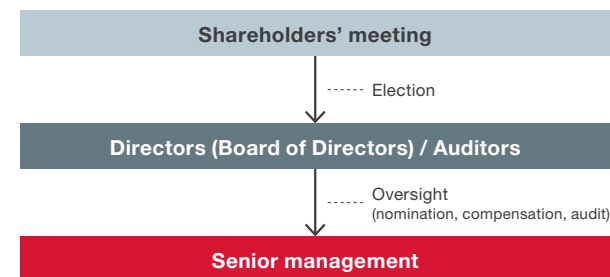 Shareholders’ meeting
Election
Directors (Board of Directors) / Auditors
Oversight
(nomination, compensation, audit)
Senior management